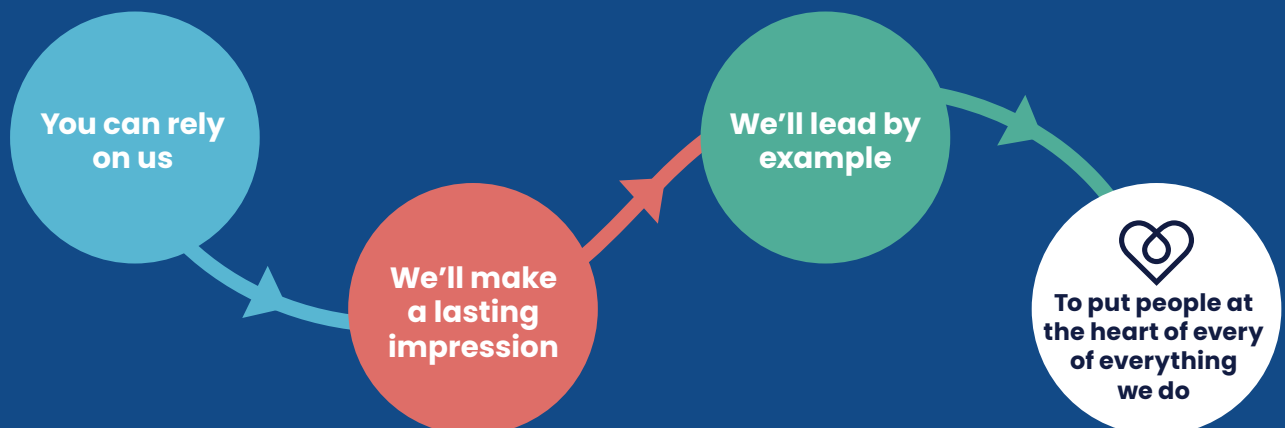 You can rely
on us
We’ll make
a lasting
impression
We’ll lead by
example
To put people at
the heart of every
of everything
we do